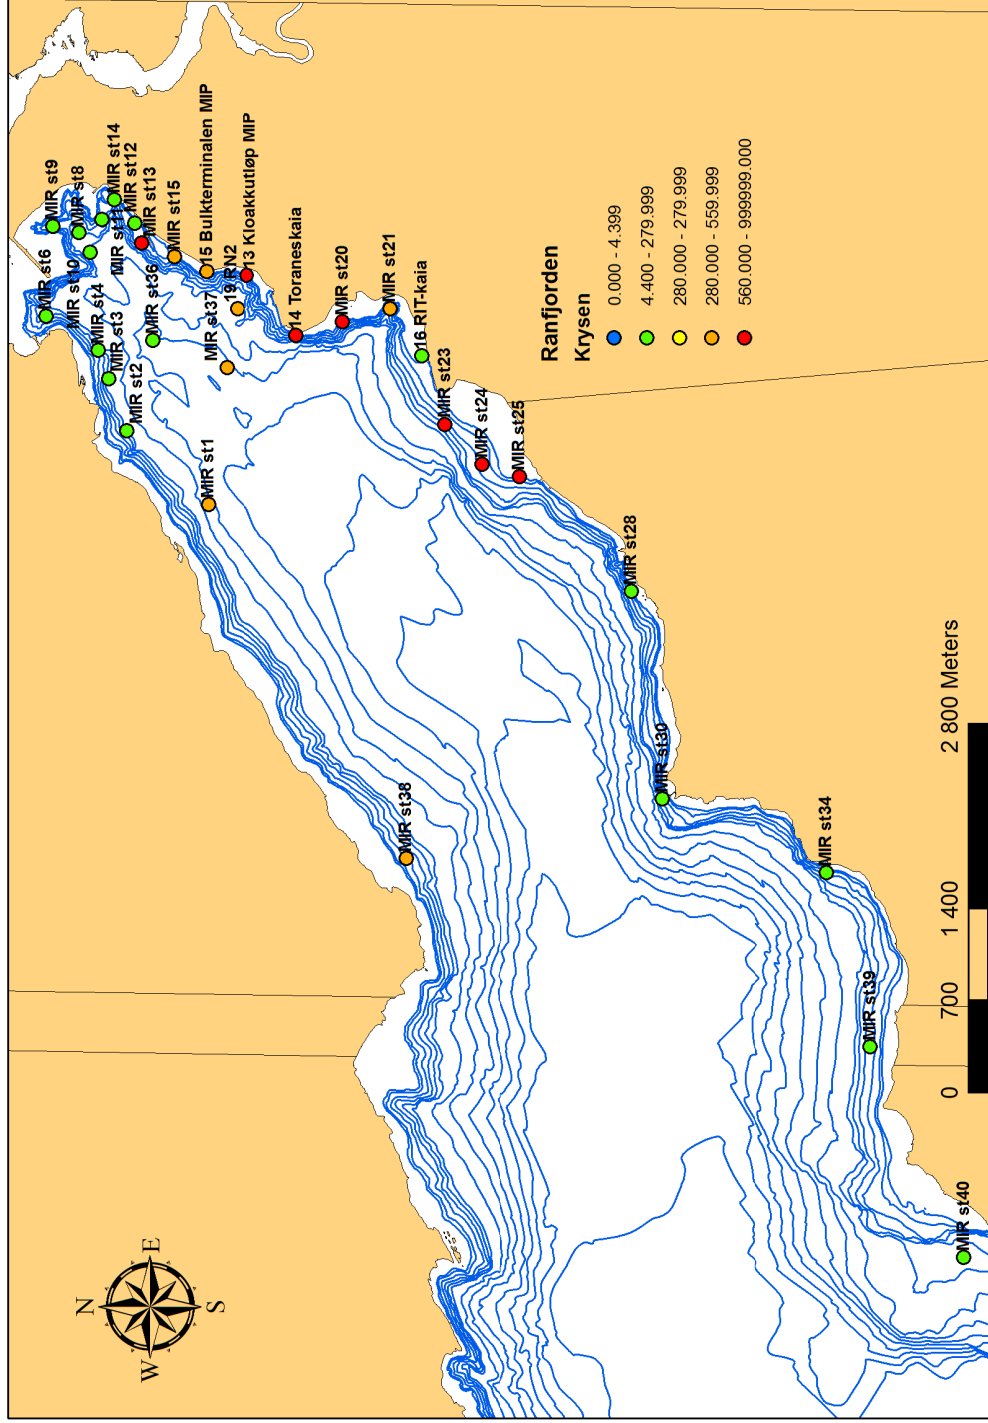 N
W
E
S
MIR st6
MIR st9
MIR st8
MIR st10
MIR st4
MIR st3
MIR st2
MIR st11
MIR st14
MIR st12
MIR st13
MIR st15
MIR st36
15 Bulkterminalen MIP
19 RN2
13 Kloakkutløp MIP
MIR st37
MIR st1
14 Toraneskaia
MIR st20
MIR st21
16 RIT-kaia
MIR st23
MIR st24
MIR st25
MIR st28
MIR st30
MIR st38
MIR st34
MIR st39
MIR st40
Ranfjorden
Krysen
0.000 - 4.399
4.400 - 279.999
280.000 - 279.999
280.000 - 559.999
560.000 - 999999.000
0 700 1 400 2 800 Meters